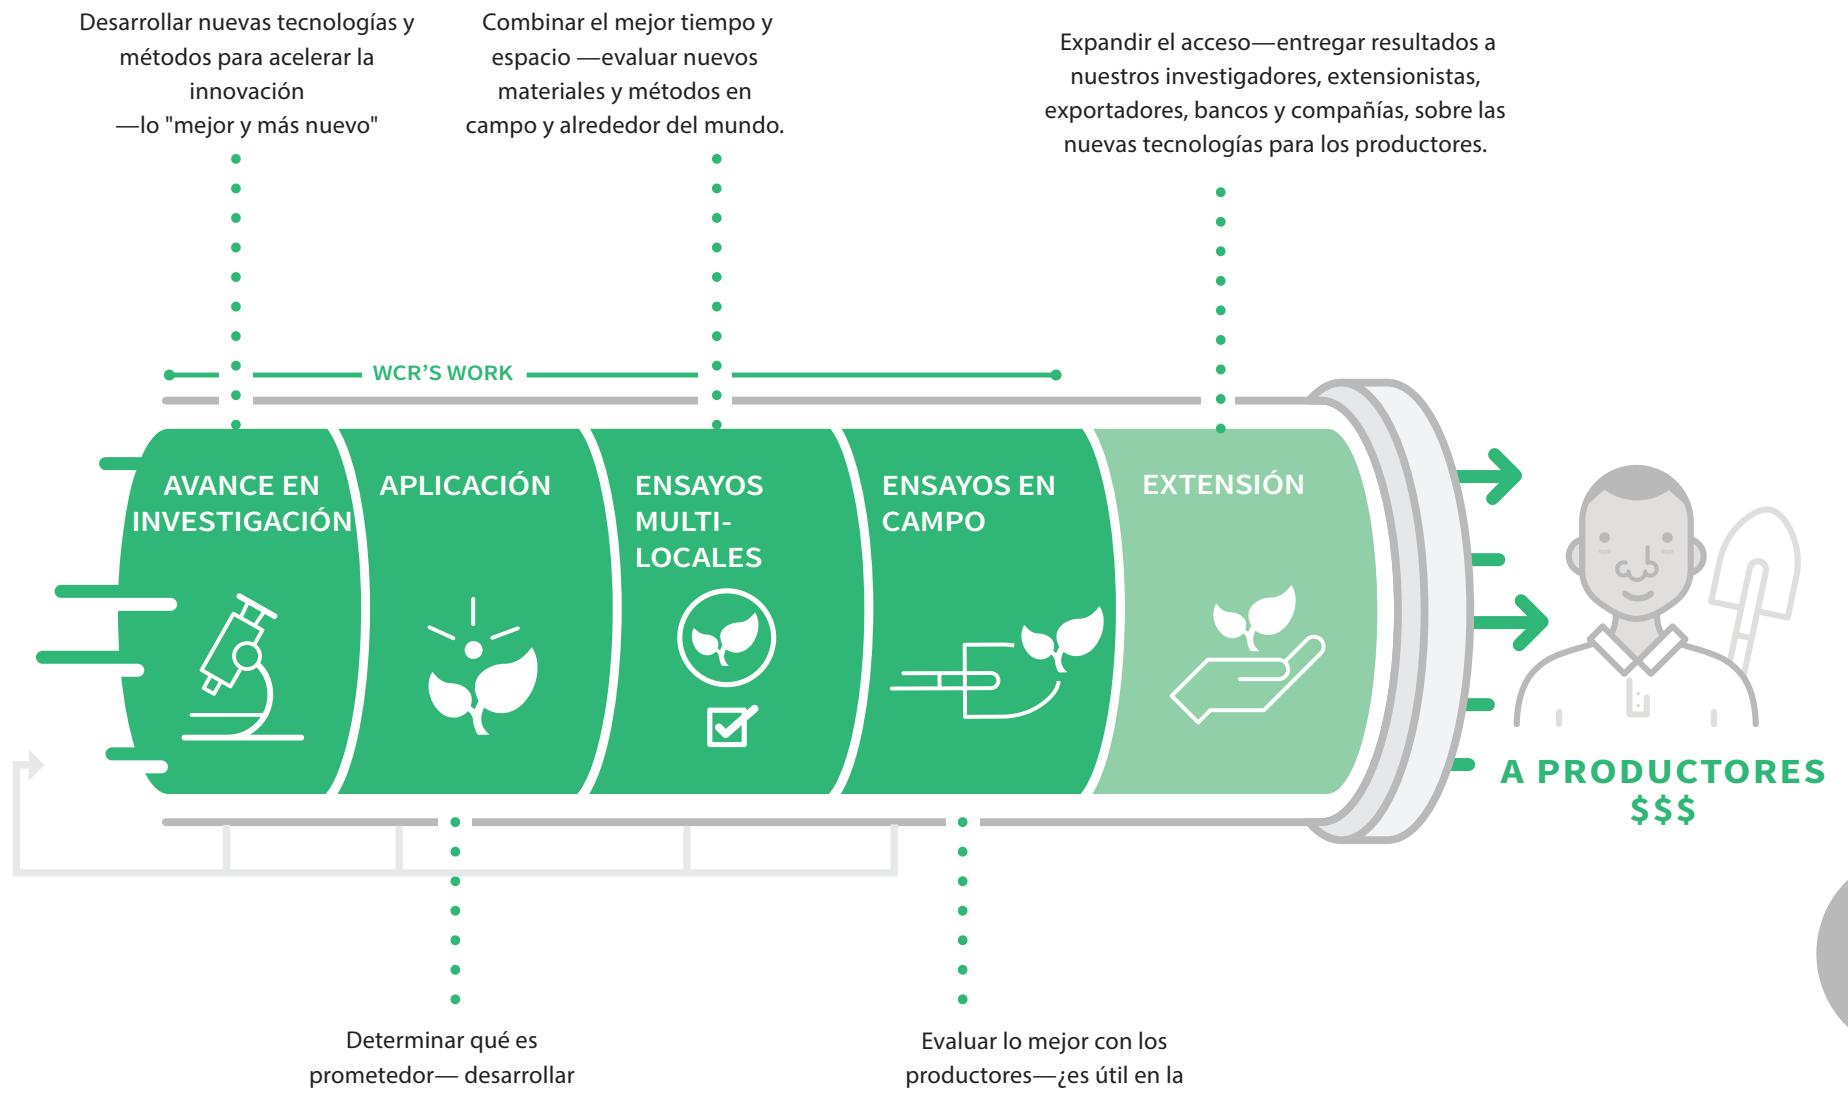 Desarrollar nuevas tecnologías y
métodos para acelerar la
innovación
—lo "mejor y más nuevo"
Combinar el mejor tiempo y
espacio —evaluar nuevos
materiales y métodos en
campo y alrededor del mundo.
Expandir el acceso—entregar resultados a
nuestros investigadores, extensionistas,
exportadores, bancos y compañías, sobre las
nuevas tecnologías para los productores.
WCR'S WORK
AVANCE EN
INVESTIGACIÓN
APLICACIÓN
ENSAYOS
MULTI-
LOCALES
ENSAYOS EN
CAMPO
EXTENSIÓN
A PRODUCTORES
$$$
Determinar qué es
prometedor— desarrollar
Evaluar lo mejor con los
productores—¿es útil en la